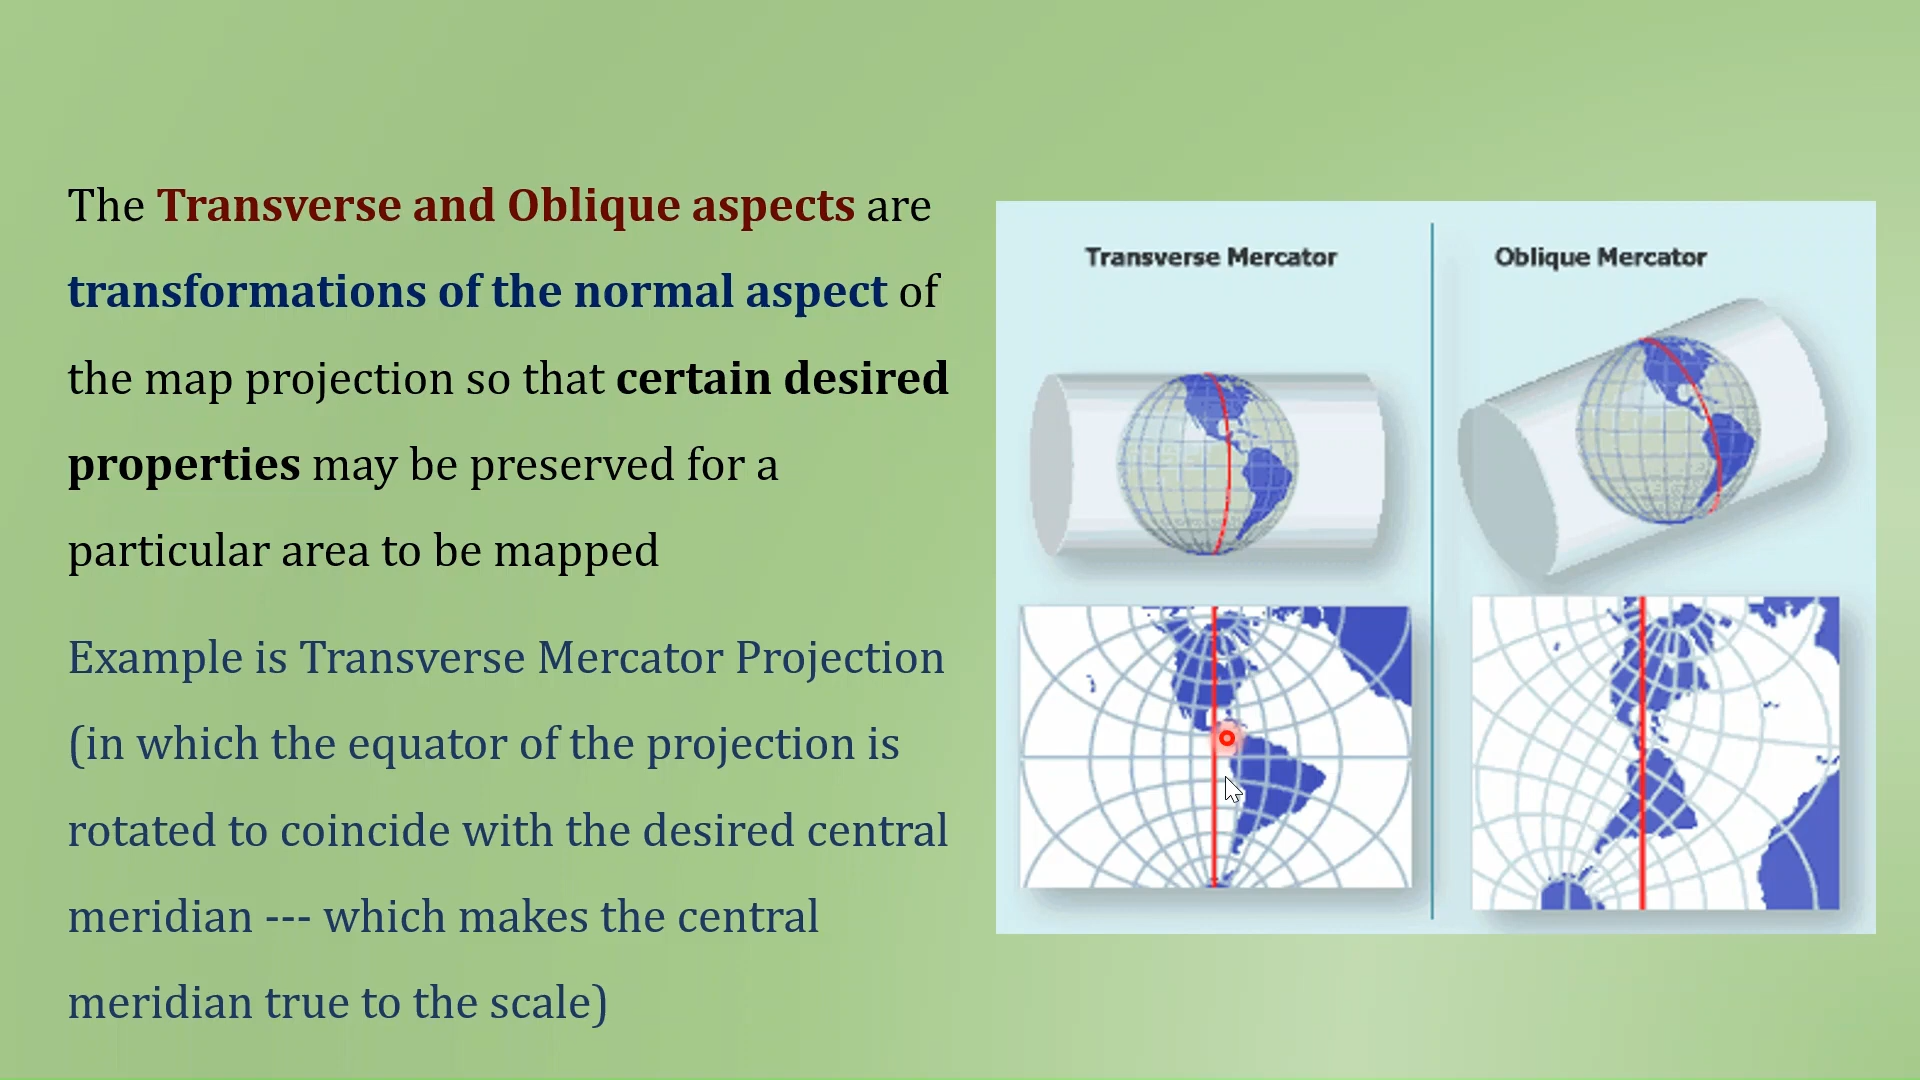 The Transverse and Oblique aspects are
transformations of the normal aspect of
the map projection so that certain desired
properties may be preserved for a
particular area to be mapped
Example is Transverse Mercator Projection
(in which the equator of the projection is
rotated to coincide with the desired central
meridian --- which makes the central
meridian true to the scale)
Transverse Mercator
Oblique Mercator